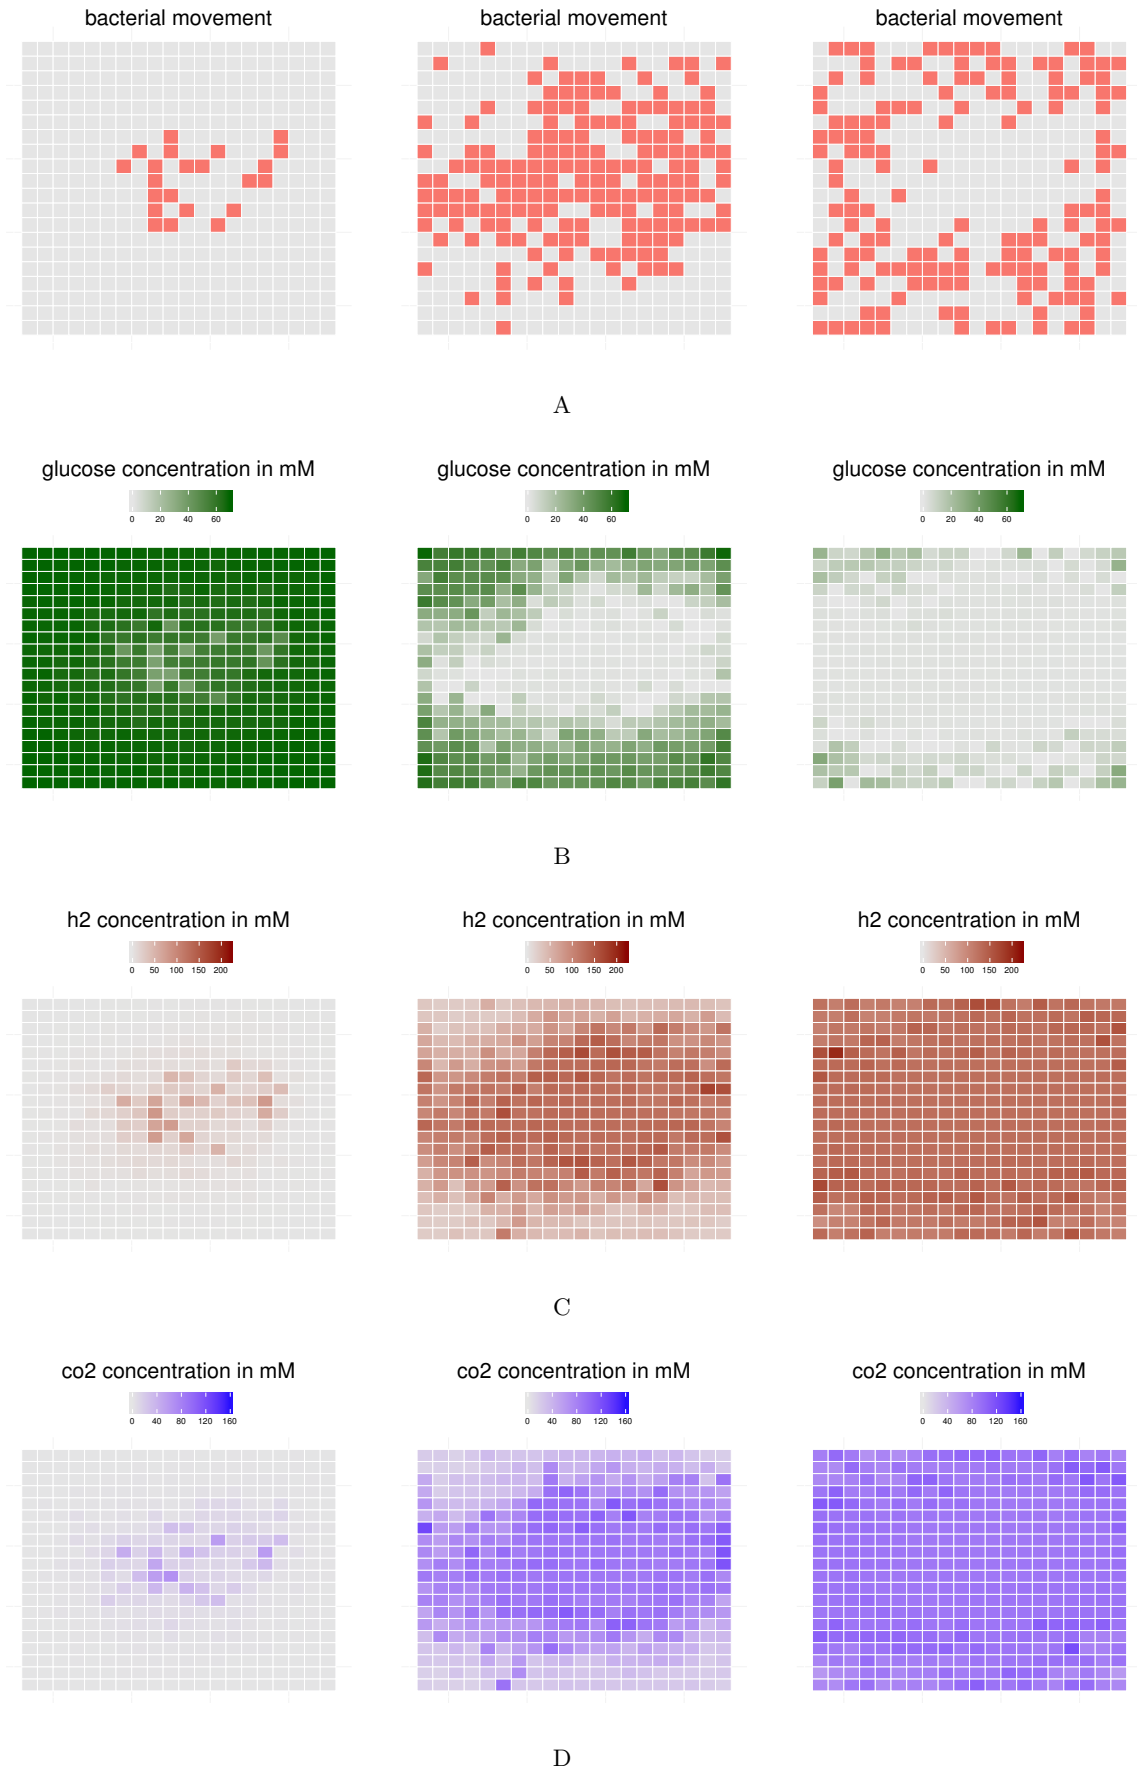 bacterial movement bacterial movement bacterial movement
A
glucose concentration in mM glucose concentration in mM glucose concentration in mM
0 20 40 60 0 20 40 60 0 20 40 60
B
h2 concentration in mM h2 concentration in mM h2 concentration in mM
0 50 100 150 200 0 50 100 150 200 0 50 100 150 200
C
co2 concentration in mM co2 concentration in mM co2 concentration in mM
0 40 80 120 160 0 40 80 120 160 0 40 80 120 160
D